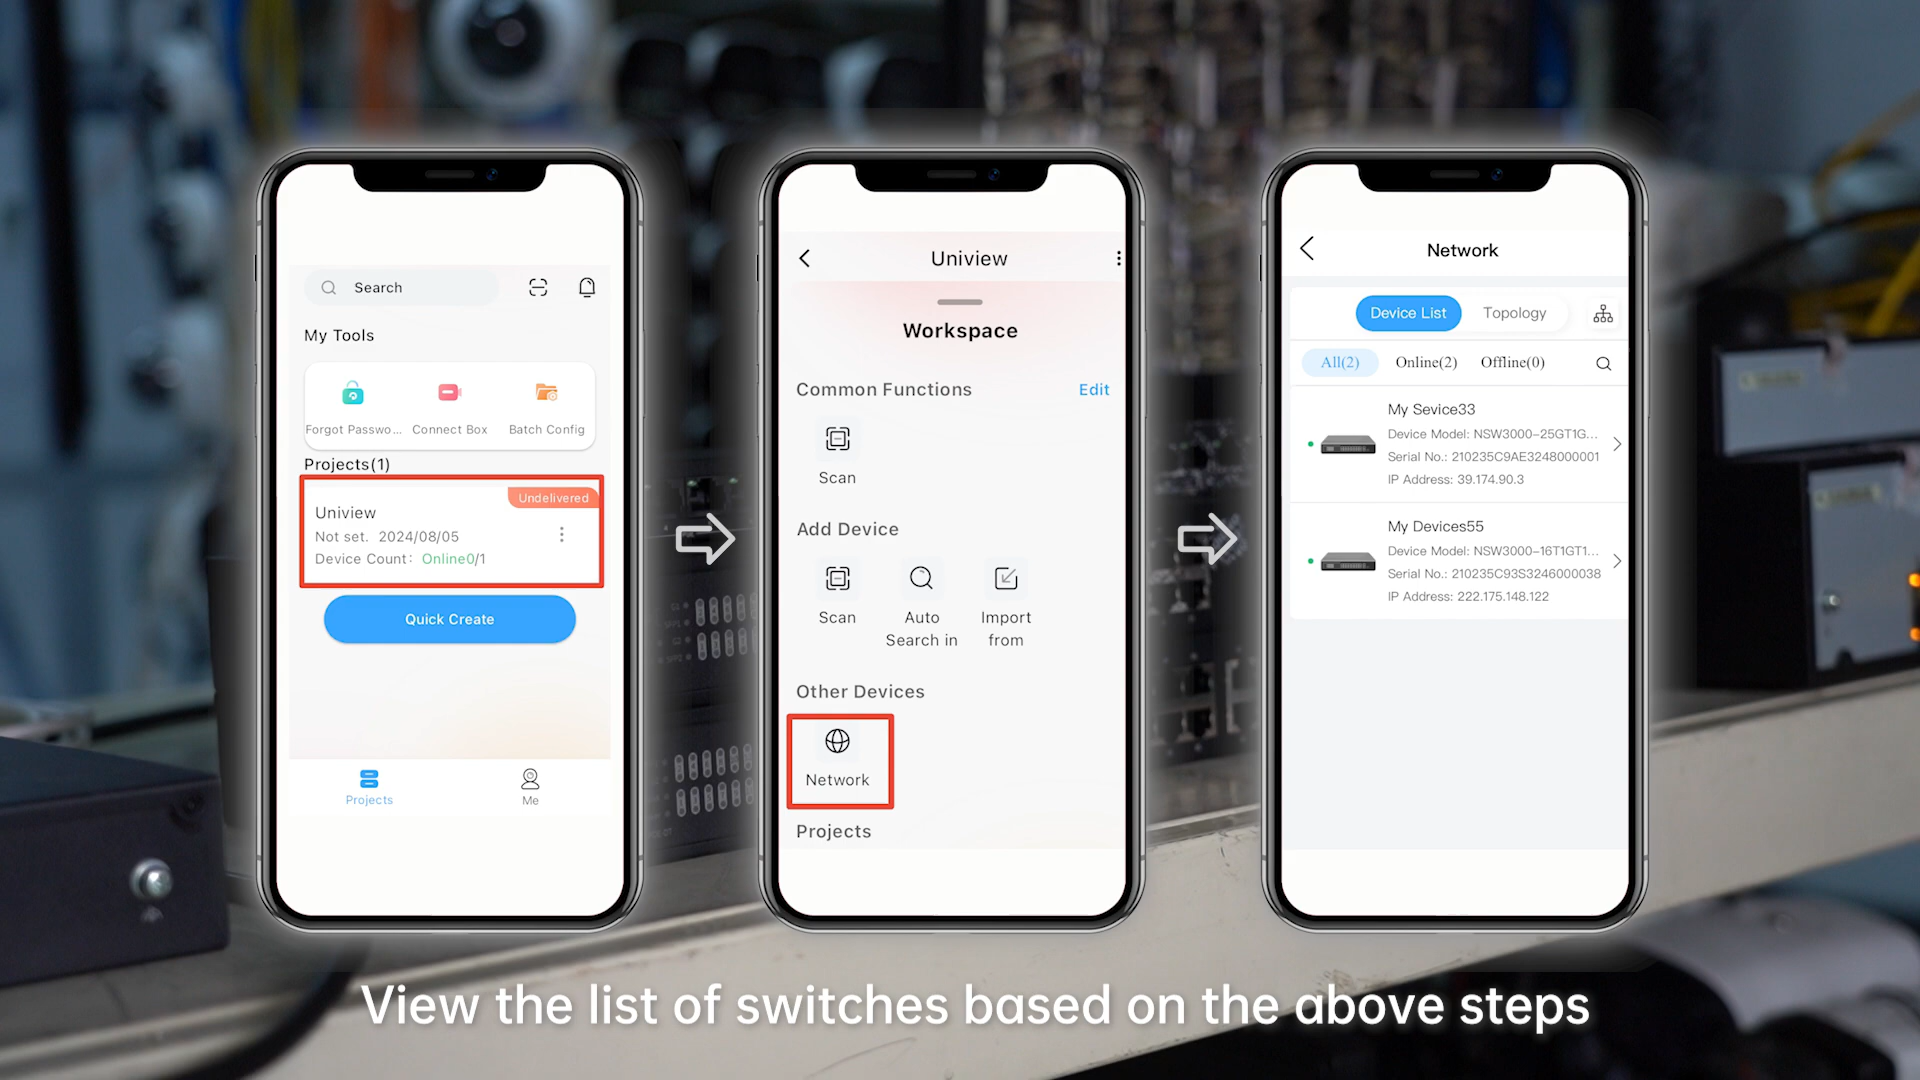 Search
My Tools
Forgot Passwo...
Connect Box
Batch Config
Projects(1)
Undelivered
Uniview
Not set. 2024/08/05
Device Count: Online0/1
Quick Create
Projects
Me
Uniview
Workspace
Common Functions
Edit
Scan
Add Device
Scan
Auto
Search in
Import
from
Other Devices
Network
Projects
Network
Device List
Topology
All(2)
Online(2)
Offline(0)
My Sevice33
Device Model: NSW3000-25GT1G...
Serial No.: 210235C9AE3248000001
IP Address: 39.174.90.3
My Devices55
Device Model: NSW3000-16T1GT1...
Serial No.: 210235C93S3246000038
IP Address: 222.175.148.122
View the list of switches based on the above steps